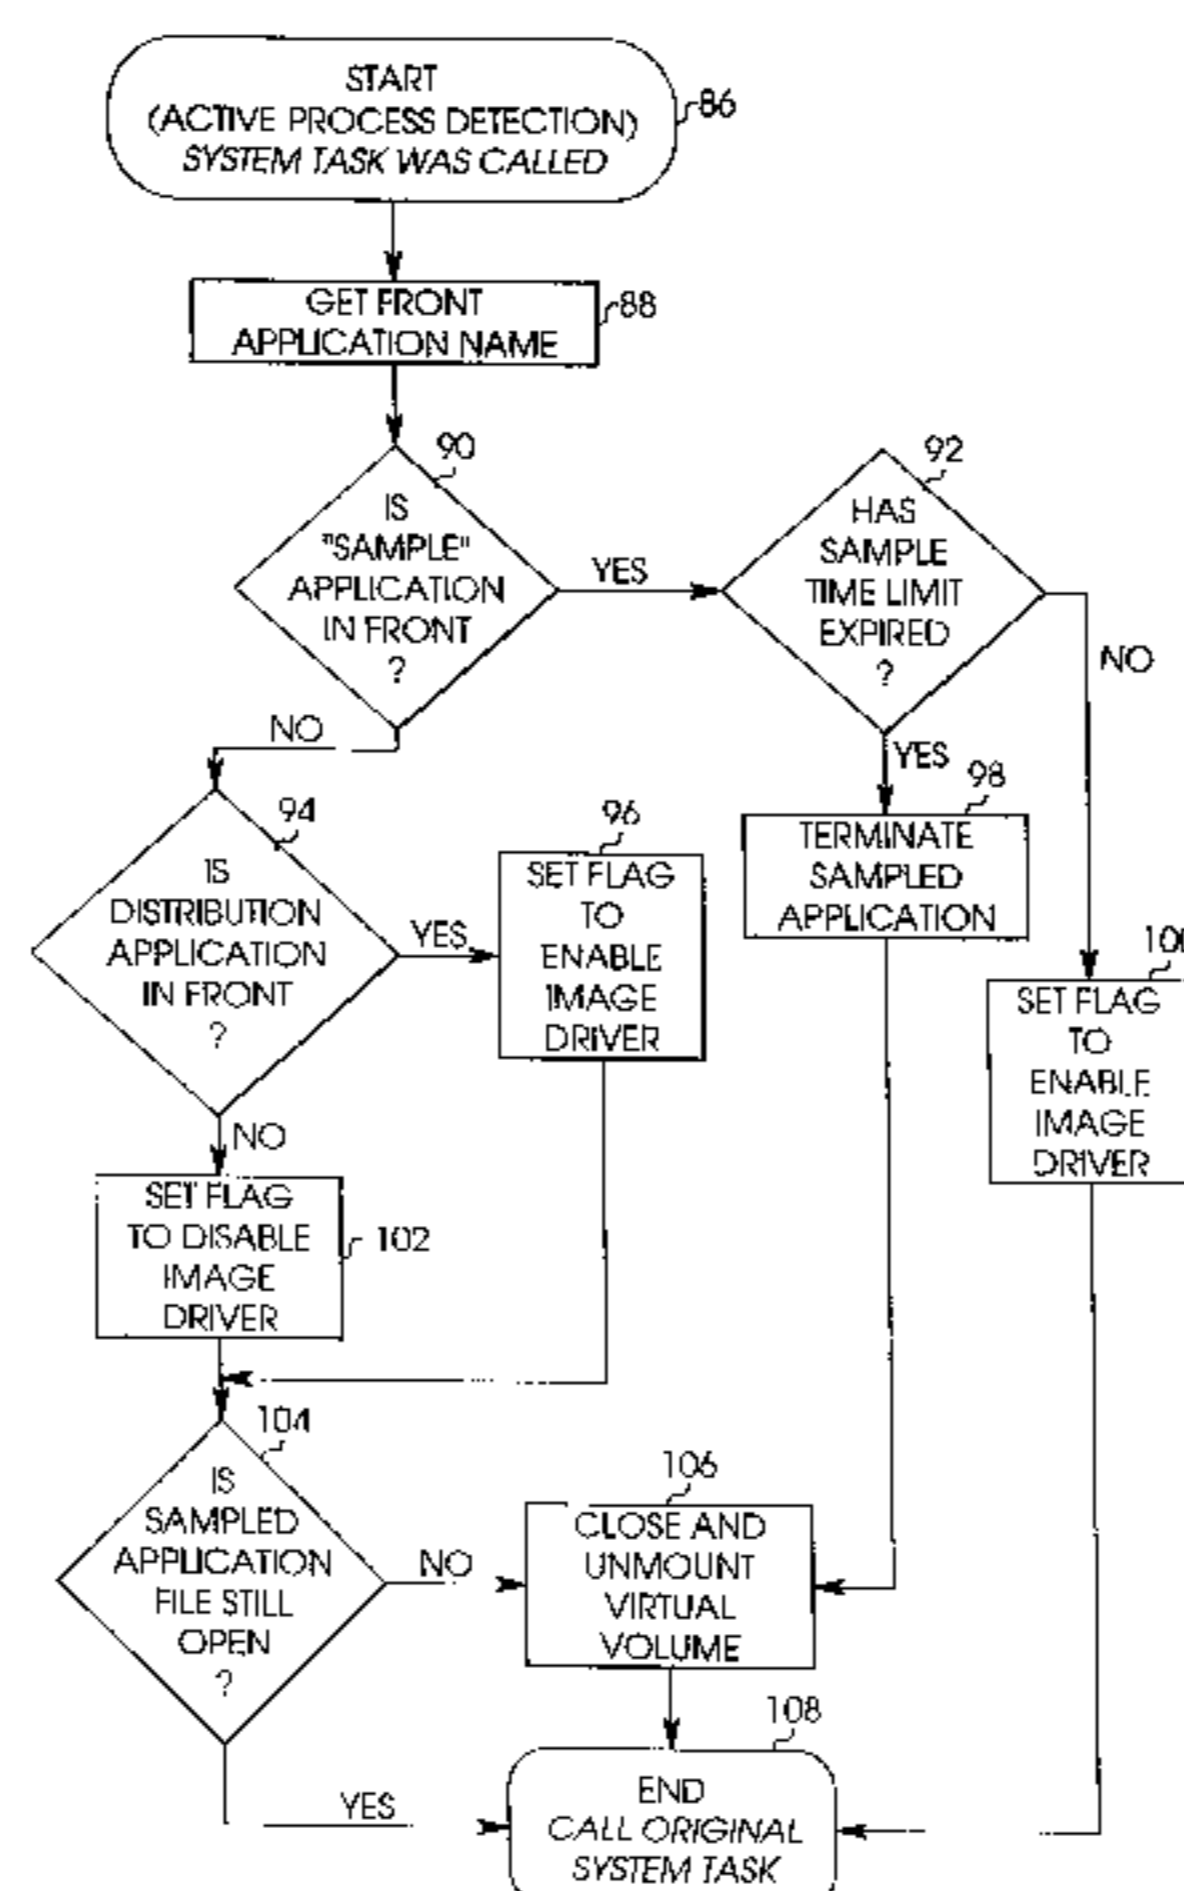 START
(ACTIVE PROCESS DETECTION)
SYSTEM TASK WAS CALLED
86
GET FRONT
APPLICATION NAME
88
90
IS
"SAMPLE"
APPLICATION
IN FRONT
?
YES
NO
92
HAS
SAMPLE
TIME LIMIT
EXPIRED
?
NO
YES
94
IS
DISTRIBUTION
APPLICATION
IN FRONT
?
YES
NO
96
SET FLAG
TO
ENABLE
IMAGE
DRIVER
98
TERMINATE
SAMPLED
APPLICATION
100
SET FLAG
TO
ENABLE
IMAGE
DRIVER
SET FLAG
TO DISABLE
IMAGE
DRIVER
102
104
IS
SAMPLED
APPLICATION
FILE STILL
OPEN
?
NO
YES
106
CLOSE AND
UNMOUNT
VIRTUAL
VOLUME
108
END
CALL ORIGINAL
SYSTEM TASK